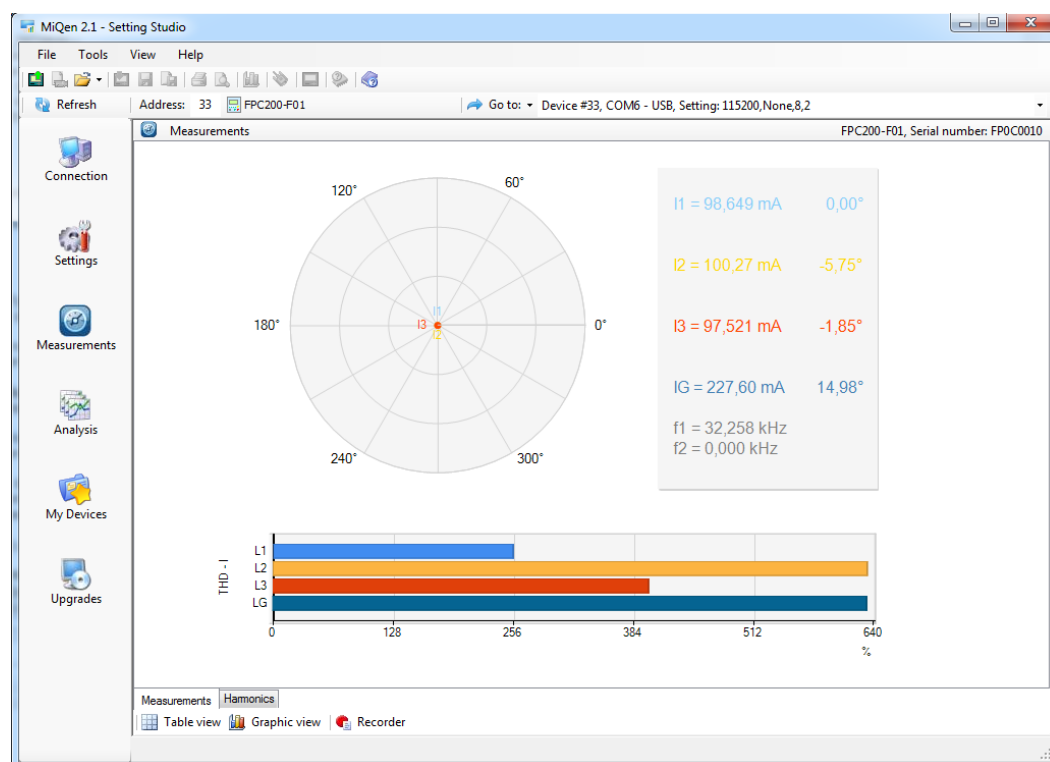 MiQen 2.1 - Setting Studio
File Tools View Help
Refresh Address: 33 FPC200-F01 Go to: Device #33, COM6 - USB, Setting: 115200,None,8,2
Measurements FPC200-F01, Serial number: FP0C0010
Connection
Settings
Measurements
Analysis
My Devices
Upgrades
120° 60°
I1
180° I3 0°
I2
240° 300°
I1 = 98,649 mA 0,00°
I2 = 100,27 mA -5,75°
I3 = 97,521 mA -1,85°
IG = 227,60 mA 14,98°
f1 = 32,258 kHz
f2 = 0,000 kHz
THD - I
L1
L2
L3
LG
0 128 256 384 512 640
%
Measurements Harmonics
Table view Graphic view Recorder